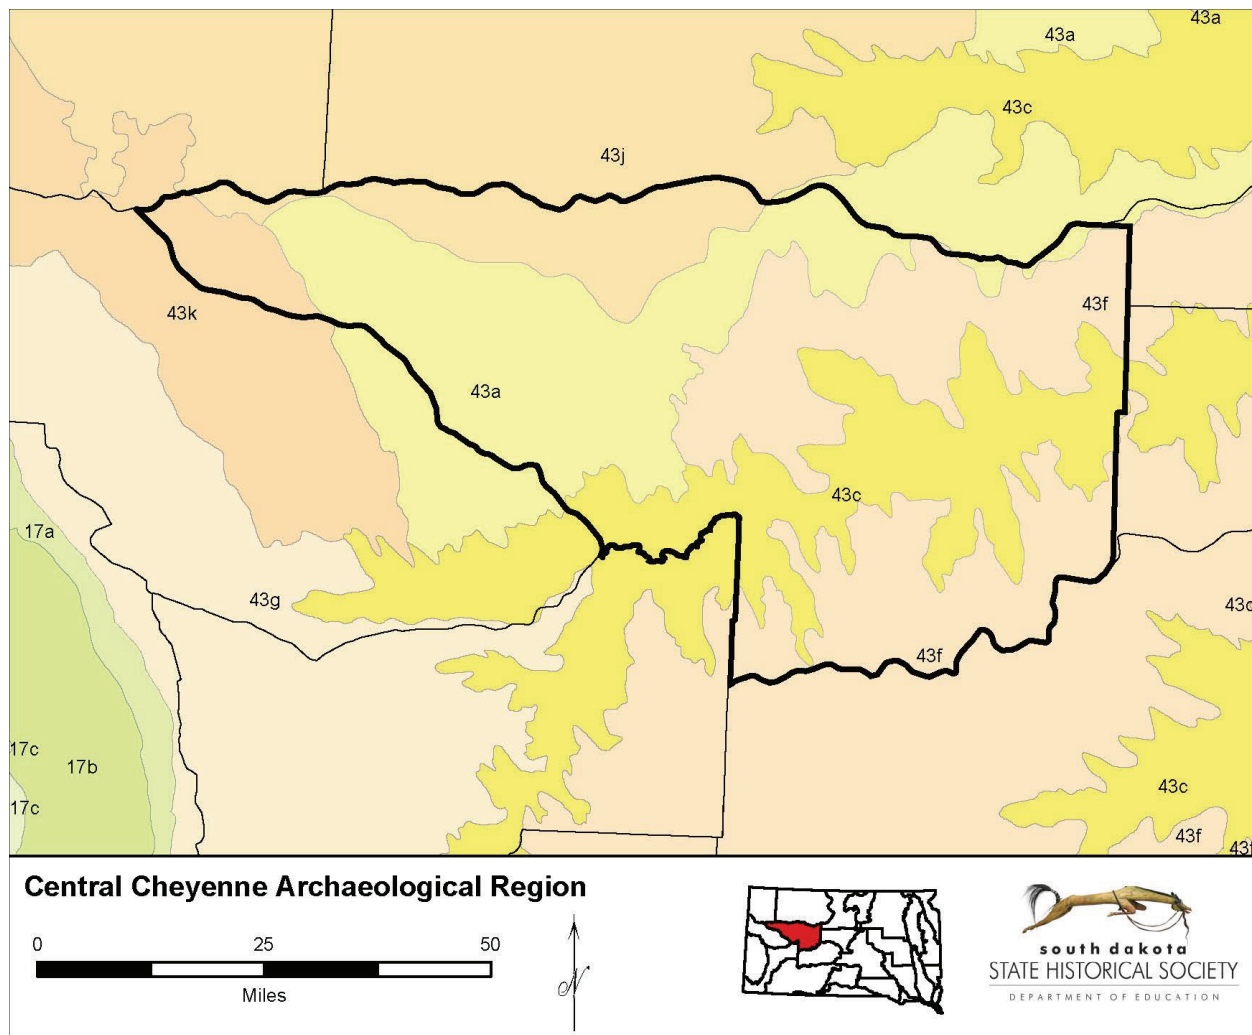 43a
43a
43c
43j
43k
43f
43a
43c
17a
43g
43f
17c
17b
17c
43c
43f
Central Cheyenne Archaeological Region
0 25 50
Miles
N
south dakota
STATE HISTORICAL SOCIETY
DEPARTMENT OF EDUCATION